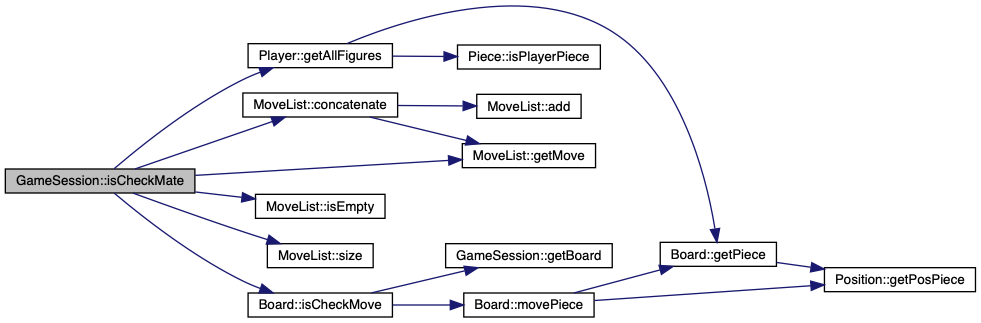 Player::getAllFigures
Piece::isPlayerPiece
MoveList::concatenate
MoveList::add
MoveList::getMove
GameSession::isCheckMate
MoveList::isEmpty
MoveList::size
GameSession::getBoard
Board::getPiece
Position::getPosPiece
Board::isCheckMove
Board::movePiece